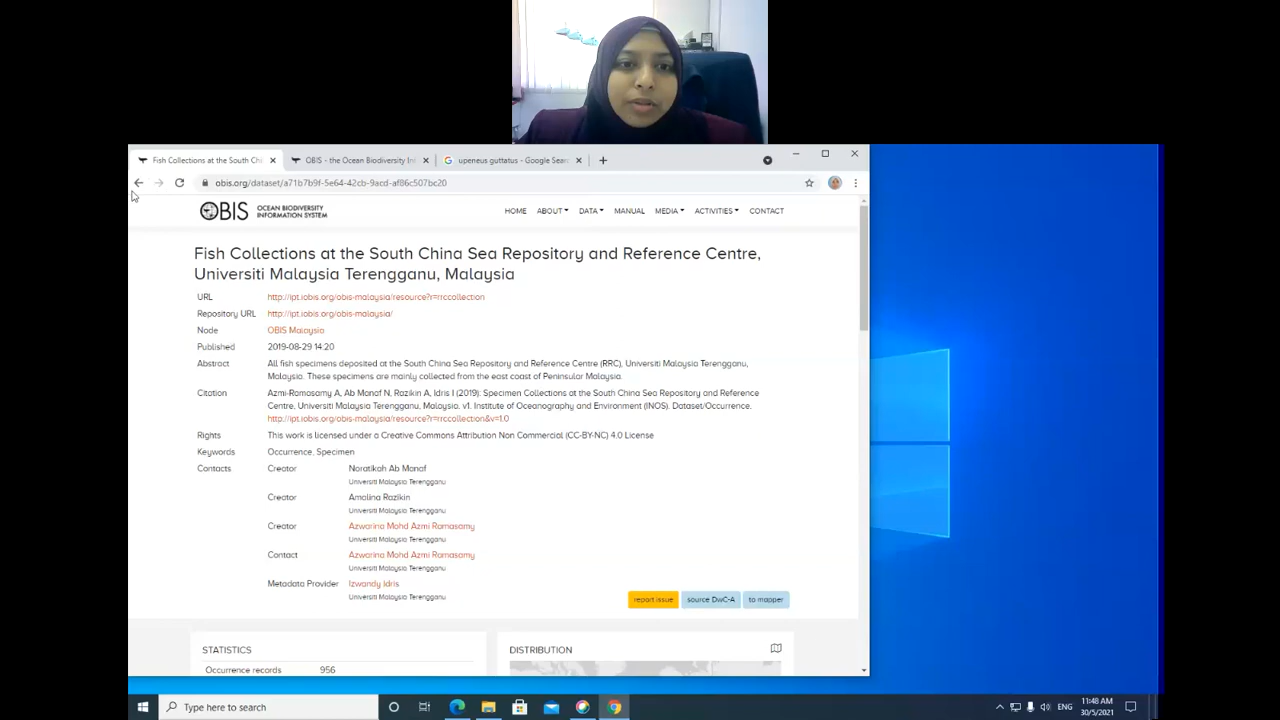 Fish Collections at the South Chi
OBIS - the Ocean Biodiversity In
upeneus guttatus - Google Searc
obis.org/dataset/a71b7b9f-5e64-42cb-9acd-af86c507bc20
OBIS OCEAN BIODIVERSITY INFORMATION SYSTEM
HOME ABOUT DATA MANUAL MEDIA ACTIVITIES CONTACT
Fish Collections at the South China Sea Repository and Reference Centre,
Universiti Malaysia Terengganu, Malaysia
URL http://ipt.iobis.org/obis-malaysia/resource?r=rrccollection
Repository URL http://ipt.iobis.org/obis-malaysia/
Node OBIS Malaysia
Published 2019-08-29 14:20
Abstract All fish specimens deposited at the South China Sea Repository and Reference Centre (RRC), Universiti Malaysia Terengganu,
Malaysia. These specimens are mainly collected from the east coast of Peninsular Malaysia.
Citation Azmi-Ramasamy A, Ab Manaf N, Razikin A, Idris I (2019): Specimen Collections at the South China Sea Repository and Reference
Centre, Universiti Malaysia Terengganu, Malaysia. v1. Institute of Oceanography and Environment (INOS). Dataset/Occurrence.
http://ipt.iobis.org/obis-malaysia/resource?r=rrccollection&v=1.0
Rights This work is licensed under a Creative Commons Attribution Non Commercial (CC-BY-NC) 4.0 License
Keywords Occurrence, Specimen
Contacts Creator Noratikah Ab Manaf
Universiti Malaysia Terengganu
Creator Amalina Razikin
Universiti Malaysia Terengganu
Creator Azwarina Mohd Azmi Ramasamy
Universiti Malaysia Terengganu
Contact Azwarina Mohd Azmi Ramasamy
Universiti Malaysia Terengganu
Metadata Provider Izwandy Idris
Universiti Malaysia Terengganu
report issue source DwC-A to mapper
STATISTICS
Occurrence records 956
DISTRIBUTION
Type here to search
ENG
11:48 AM
30/5/2021